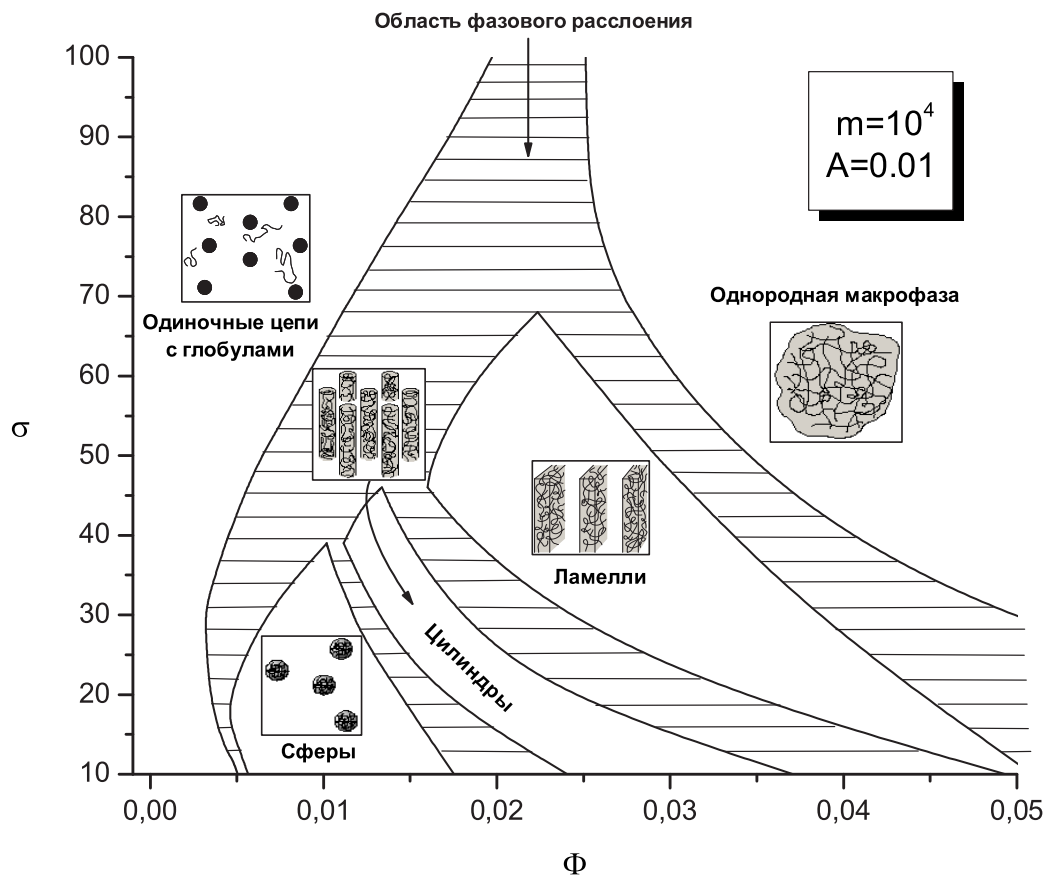 Область фазового расслоения
100
90
80
70
60
50
40
30
20
10
σ
m=10⁴
A=0.01
Одиночные цепи
с глобулами
Однородная макрофаза
Ламелли
Цилиндры
Сферы
0,00
0,01
0,02
0,03
0,04
0,05
Φ